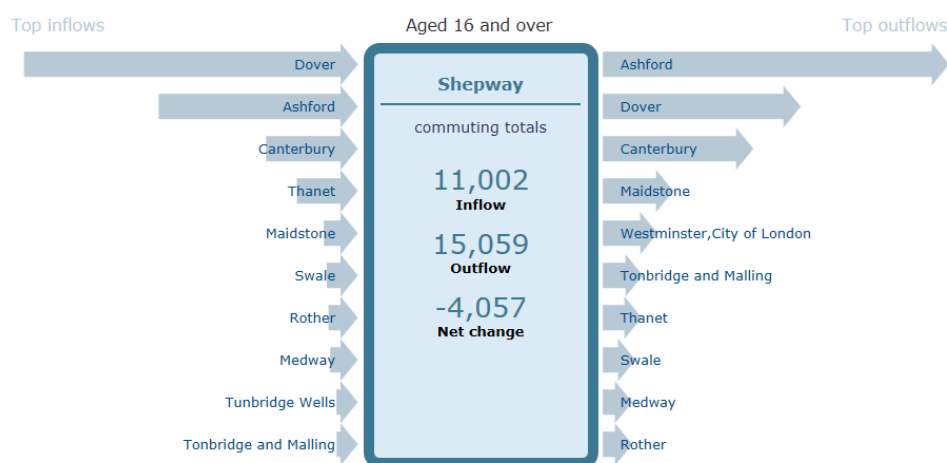 Top inflows
Aged 16 and over
Top outflows
Dover
Ashford
Canterbury
Thanet
Maidstone
Swale
Rother
Medway
Tunbridge Wells
Tonbridge and Malling
Shepway
commuting totals
11,002
Inflow
15,059
Outflow
-4,057
Net change
Ashford
Dover
Canterbury
Maidstone
Westminster,City of London
Tonbridge and Malling
Thanet
Swale
Medway
Rother